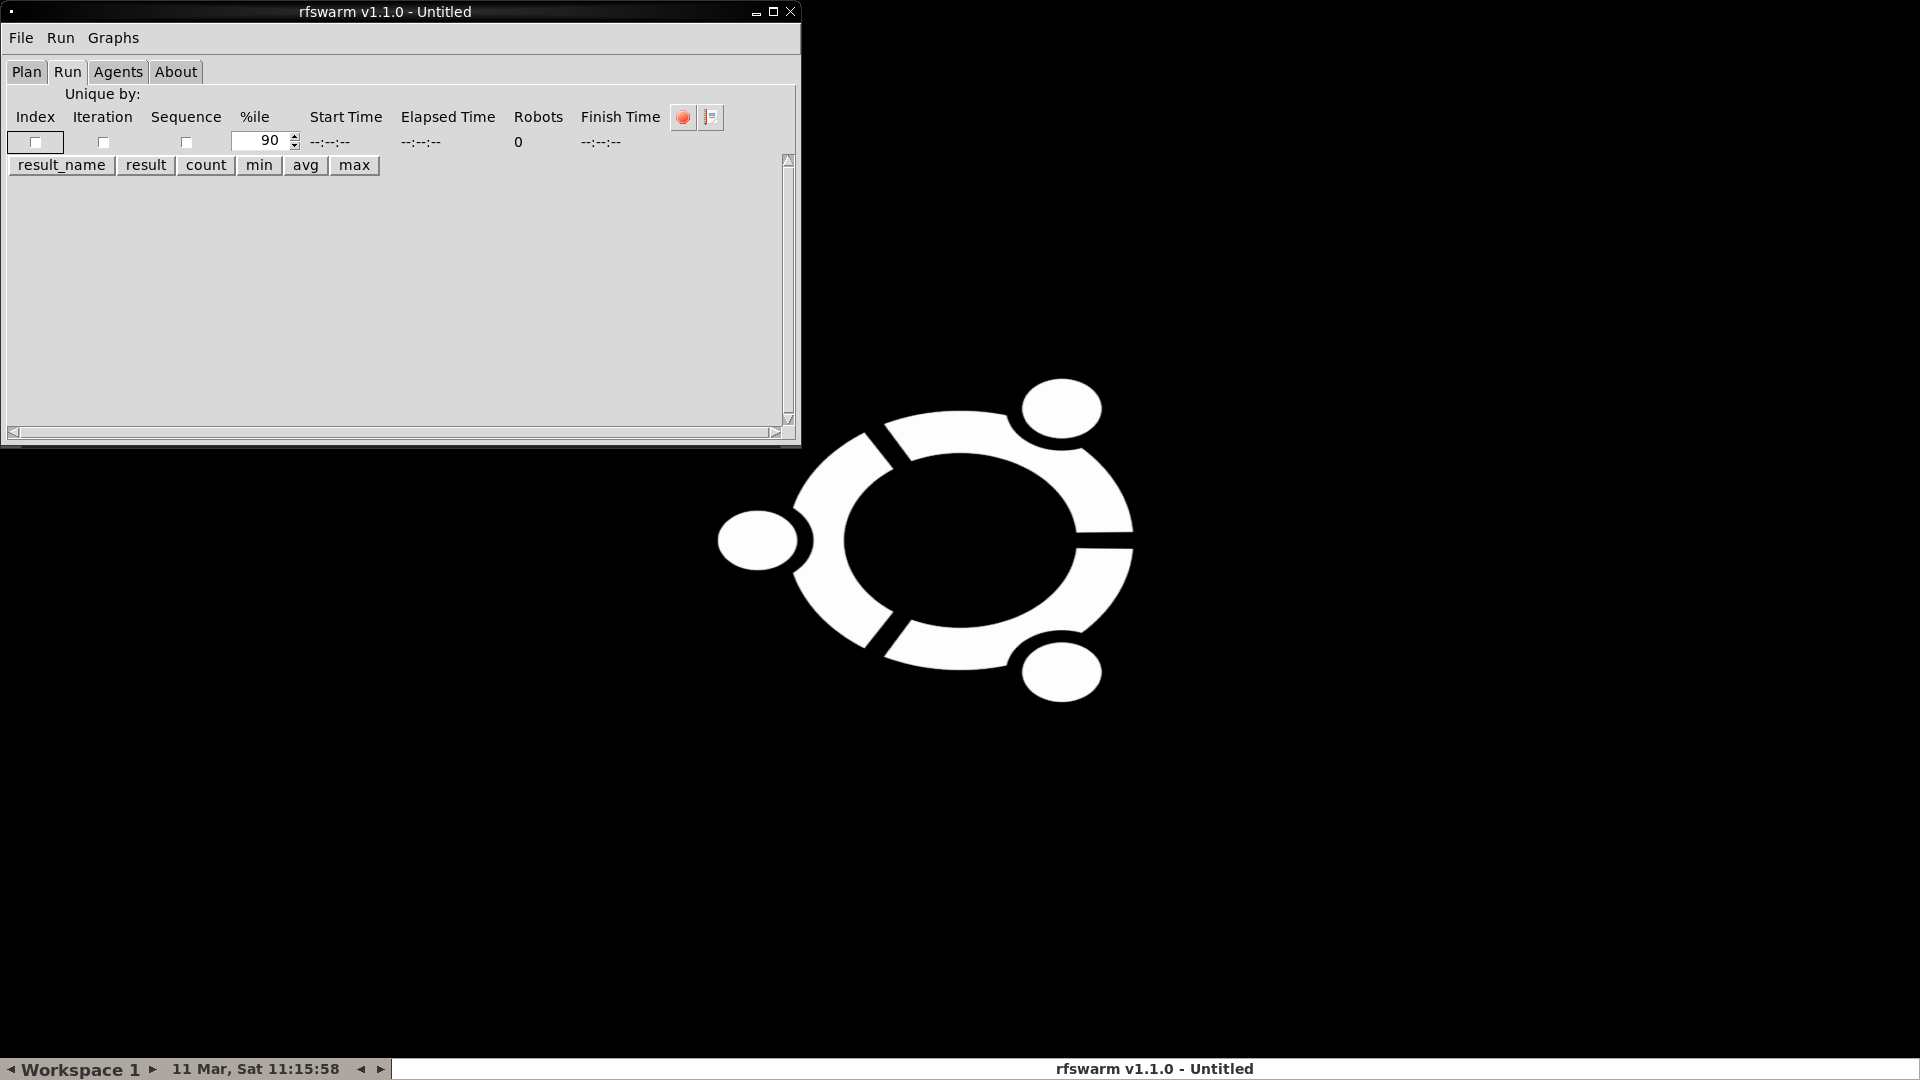 rfswarm v1.1.0 - Untitled
File Run Graphs
Plan Run Agents About
Unique by:
Index Iteration Sequence %ile Start Time Elapsed Time Robots Finish Time
90 --:--:-- --:--:-- 0 --:--:--
result_name result count min avg max
Workspace 1 11 Mar, Sat 11:15:58 rfswarm v1.1.0 - Untitled